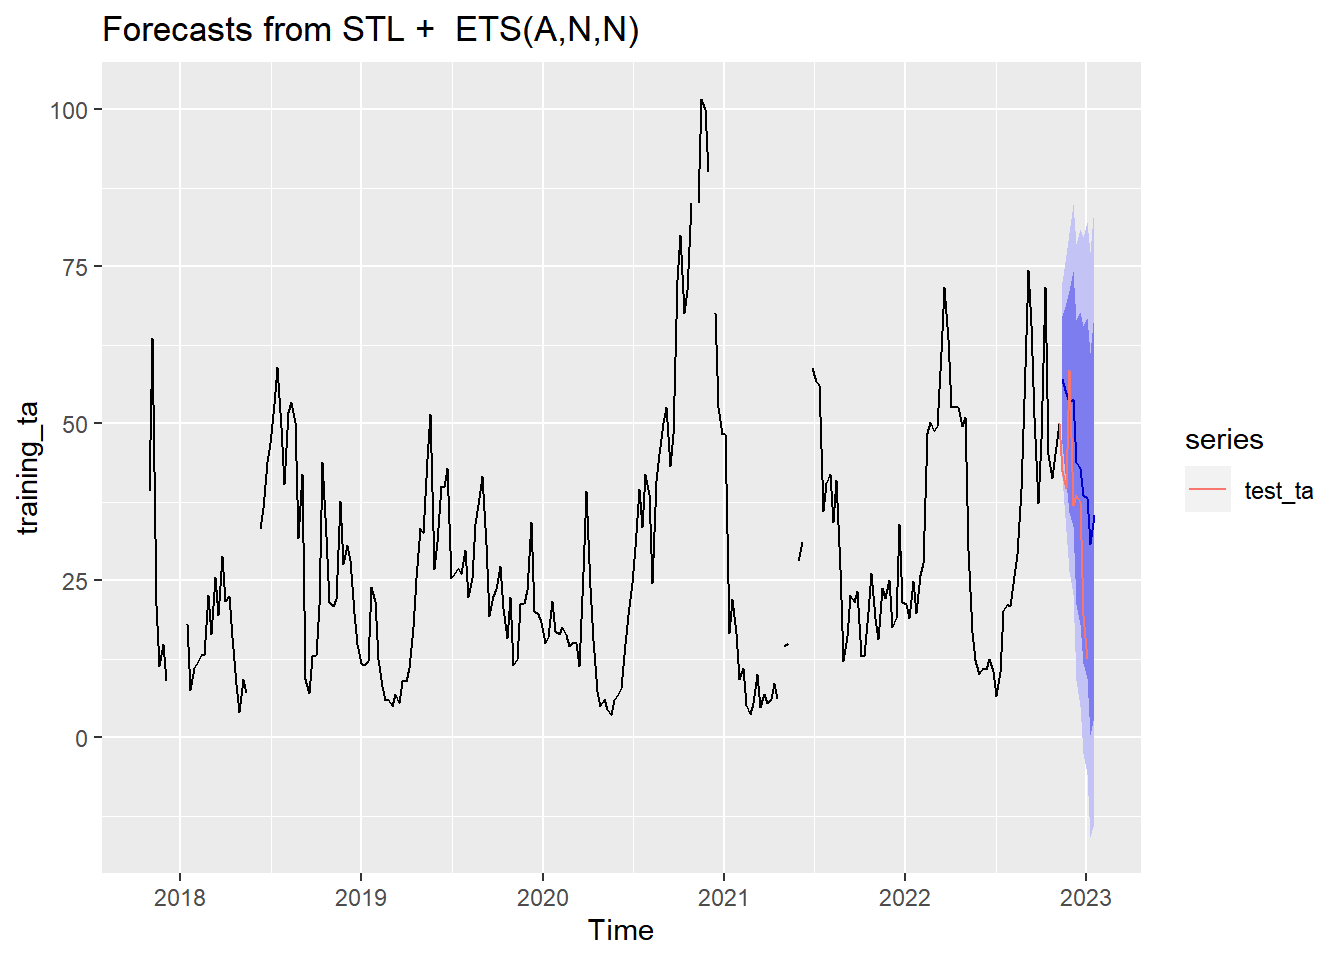 Forecasts from STL +  ETS(A,N,N)
100
75
50
25
0
training_ta
2018 2019 2020 2021 2022 2023
Time
series
test_ta